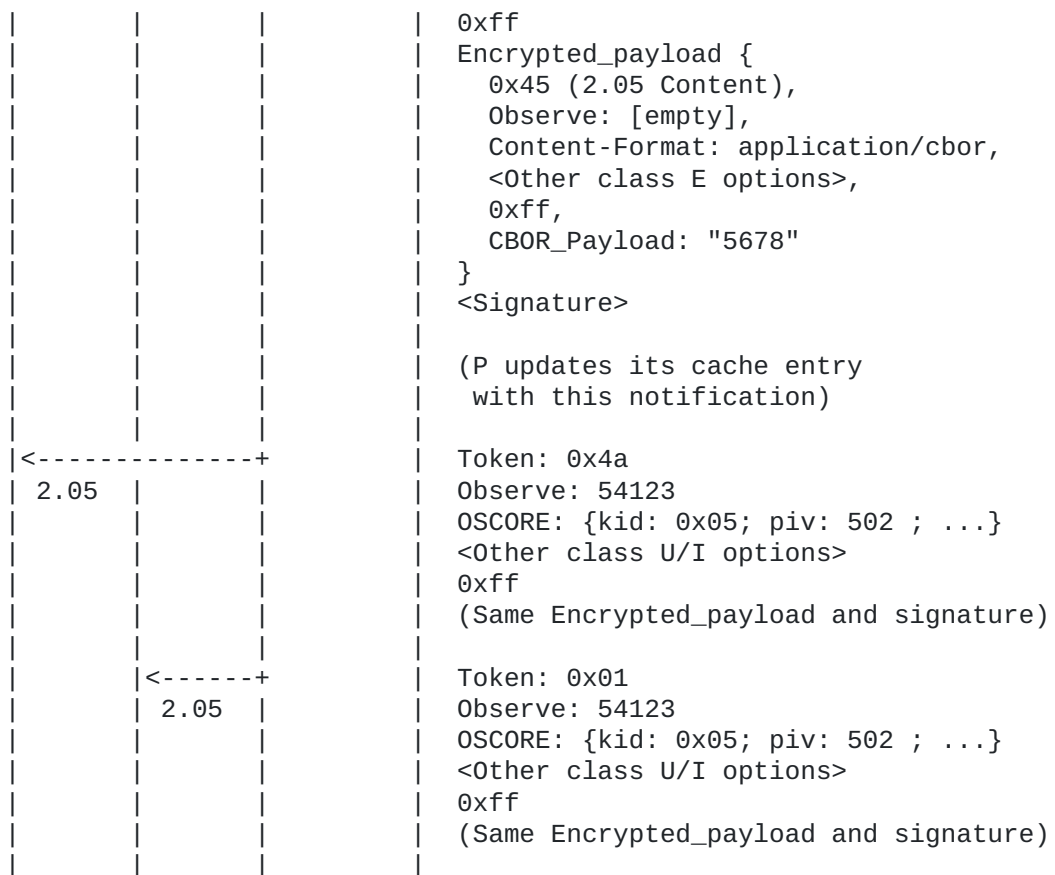 |       |       |         |  0xff
|       |       |         |  Encrypted_payload {
|       |       |         |    0x45 (2.05 Content),
|       |       |         |    Observe: [empty],
|       |       |         |    Content-Format: application/cbor,
|       |       |         |    <Other class E options>,
|       |       |         |    0xff,
|       |       |         |    CBOR_Payload: "5678"
|       |       |         |  }
|       |       |         |  <Signature>
|       |       |         |
|       |       |         |  (P updates its cache entry
|       |       |         |   with this notification)
|       |       |         |
|<--------------+         |  Token: 0x4a
| 2.05  |       |         |  Observe: 54123
|       |       |         |  OSCORE: {kid: 0x05; piv: 502 ; ...}
|       |       |         |  <Other class U/I options>
|       |       |         |  0xff
|       |       |         |  (Same Encrypted_payload and signature)
|       |       |         |
|       |<------+         |  Token: 0x01
|       | 2.05  |         |  Observe: 54123
|       |       |         |  OSCORE: {kid: 0x05; piv: 502 ; ...}
|       |       |         |  <Other class U/I options>
|       |       |         |  0xff
|       |       |         |  (Same Encrypted_payload and signature)
|       |       |         |